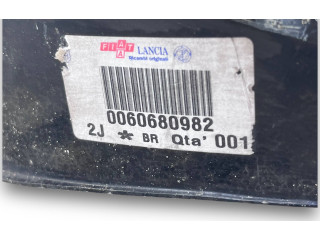 FIAT LANCIA
Ricambi originali
0060680982
2J * BR Qta' 001